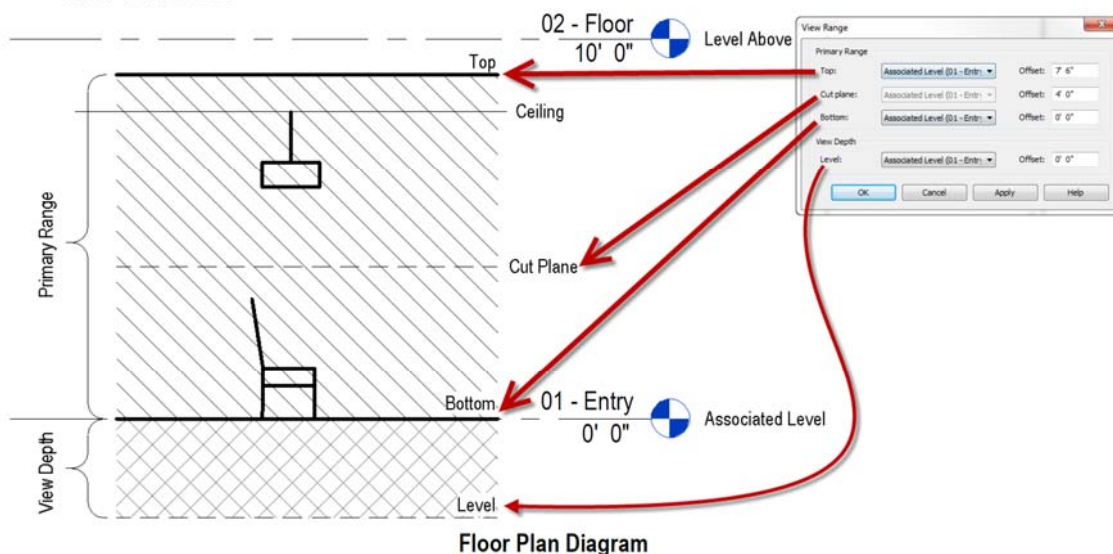 02 - Floor
10' 0"
Level Above
Top
Ceiling
Primary Range
Cut Plane
Bottom
01 - Entry
0' 0"
Associated Level
View Depth
Level
Floor Plan Diagram
View Range
Primary Range
Top: Associated Level (01 - Entry Offset: 7' 6"
Cut plane: Associated Level (01 - Entry Offset: 4' 0"
Bottom: Associated Level (01 - Entry Offset: 0' 0"
View Depth
Level: Associated Level (01 - Entry Offset: 0' 0"
OK Cancel Apply Help